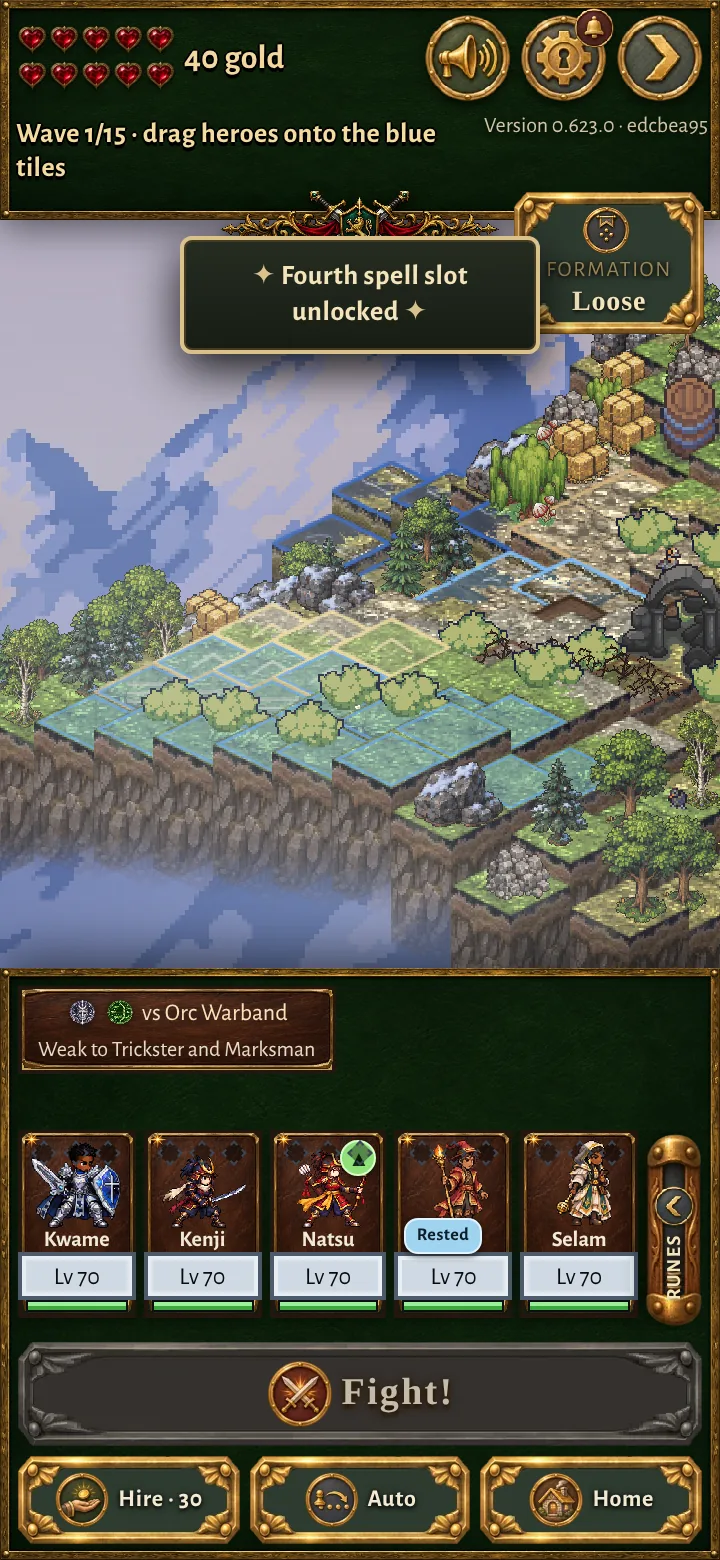 40 gold
Wave 1/15 · drag heroes onto the blue
tiles
Version 0.623.0 · edcbea95
✦ Fourth spell slot
unlocked ✦
FORMATION
Loose
vs Orc Warband
Weak to Trickster and Marksman
Kwame
Kenji
Natsu
Rested
Selam
Lv 70
Lv 70
Lv 70
Lv 70
Lv 70
RUNES
Fight!
Hire · 30
Auto
Home